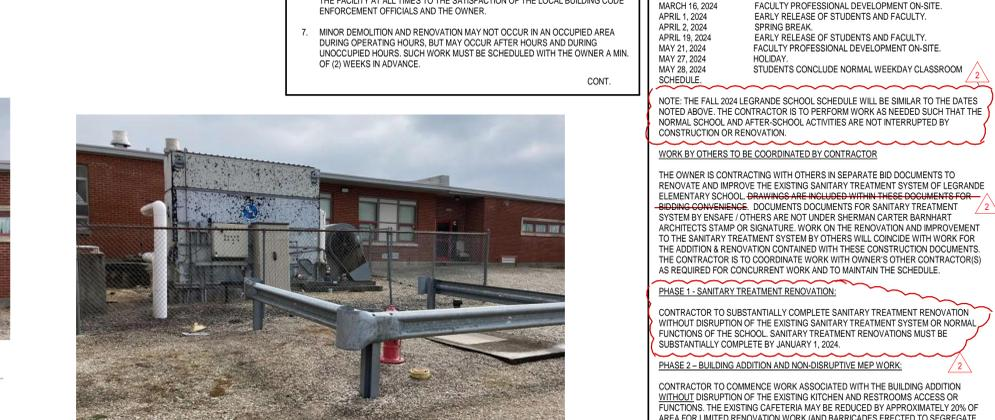 THE FACILITY AT ALL TIMES TO THE SATISFACTION OF THE LOCAL BUILDING CODE
ENFORCEMENT OFFICIALS AND THE OWNER.
7. MINOR DEMOLITION AND RENOVATION MAY NOT OCCUR IN AN OCCUPIED AREA
DURING OPERATING HOURS, BUT MAY OCCUR AFTER HOURS AND DURING
UNOCCUPIED HOURS. SUCH WORK MUST BE SCHEDULED WITH THE OWNER A MIN.
OF (2) WEEKS IN ADVANCE.
CONT.
MARCH 16, 2024 FACULTY PROFESSIONAL DEVELOPMENT ON-SITE.
APRIL 1, 2024 EARLY RELEASE OF STUDENTS AND FACULTY.
APRIL 2, 2024 SPRING BREAK.
APRIL 19, 2024 EARLY RELEASE OF STUDENTS AND FACULTY.
MAY 21, 2024 FACULTY PROFESSIONAL DEVELOPMENT ON-SITE.
MAY 27, 2024 HOLIDAY.
MAY 28, 2024 STUDENTS CONCLUDE NORMAL WEEKDAY CLASSROOM
SCHEDULE.
2
NOTE: THE FALL 2024 LEGRANDE SCHOOL SCHEDULE WILL BE SIMILAR TO THE DATES
NOTED ABOVE. THE CONTRACTOR IS TO PERFORM WORK AS NEEDED SUCH THAT THE
NORMAL SCHOOL AND AFTER-SCHOOL ACTIVITIES ARE NOT INTERRUPTED BY
CONSTRUCTION OR RENOVATION.
WORK BY OTHERS TO BE COORDINATED BY CONTRACTOR
THE OWNER IS CONTRACTING WITH OTHERS IN SEPARATE BID DOCUMENTS TO
RENOVATE AND IMPROVE THE EXISTING SANITARY TREATMENT SYSTEM OF LEGRANDE
ELEMENTARY SCHOOL. DRAWINGS ARE INCLUDED WITHIN THESE DOCUMENTS FOR
BIDDING CONVENIENCE. DOCUMENTS DOCUMENTS FOR SANITARY TREATMENT
2
SYSTEM BY ENSAFE / OTHERS ARE NOT UNDER SHERMAN CARTER BARNHART
ARCHITECTS STAMP OR SIGNATURE. WORK ON THE RENOVATION AND IMPROVEMENT
TO THE SANITARY TREATMENT SYSTEM BY OTHERS WILL COINCIDE WITH WORK FOR
THE ADDITION & RENOVATION CONTAINED WITH THESE CONSTRUCTION DOCUMENTS.
THE CONTRACTOR IS TO COORDINATE WORK WITH OWNER'S OTHER CONTRACTOR(S)
AS REQUIRED FOR CONCURRENT WORK AND TO MAINTAIN THE SCHEDULE.
PHASE 1 - SANITARY TREATMENT RENOVATION:
CONTRACTOR TO SUBSTANTIALLY COMPLETE SANITARY TREATMENT RENOVATION
WITHOUT DISRUPTION OF THE EXISTING SANITARY TREATMENT SYSTEM OR NORMAL
FUNCTIONS OF THE SCHOOL. SANITARY TREATMENT RENOVATIONS MUST BE
SUBSTANTIALLY COMPLETE BY JANUARY 1, 2024.
2
PHASE 2 – BUILDING ADDITION AND NON-DISRUPTIVE MEP WORK:
CONTRACTOR TO COMMENCE WORK ASSOCIATED WITH THE BUILDING ADDITION
WITHOUT DISRUPTION OF THE EXISTING KITCHEN AND RESTROOMS ACCESS OR
FUNCTIONS. THE EXISTING CAFETERIA MAY BE REDUCED BY APPROXIMATELY 20% OF
AREA FOR LIMITED RENOVATION WORK (AND BARRICADES ERECTED TO SEGREGATE